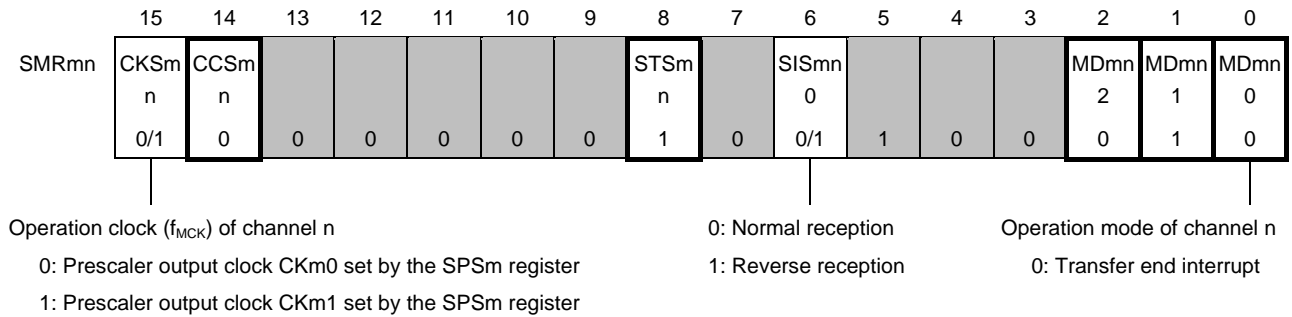 15 14 13 12 11 10 9 8 7 6 5 4 3 2 1 0
SMRmn CKSm CCSm STSm SISmn MDmn MDmn MDmn
n n n 0 2 1 0
0/1 0 0 0 0 0 0 1 0 0/1 1 0 0 0 1 0
Operation clock (fMCK) of channel n 0: Normal reception Operation mode of channel n
0: Prescaler output clock CKm0 set by the SPSm register 1: Reverse reception 0: Transfer end interrupt
1: Prescaler output clock CKm1 set by the SPSm register